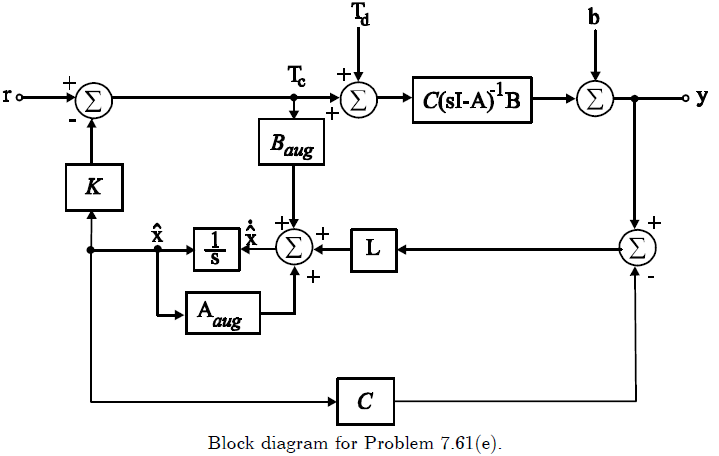 T_d
b
+
+
T_c
r
-
Σ
+
Σ
C(sI-A)^-1 B
Σ
y
B_aug
K
+
+
+
x̂
1/s
x̂̇
Σ
L
Σ
+
-
A_aug
C
Block diagram for Problem 7.61(e).